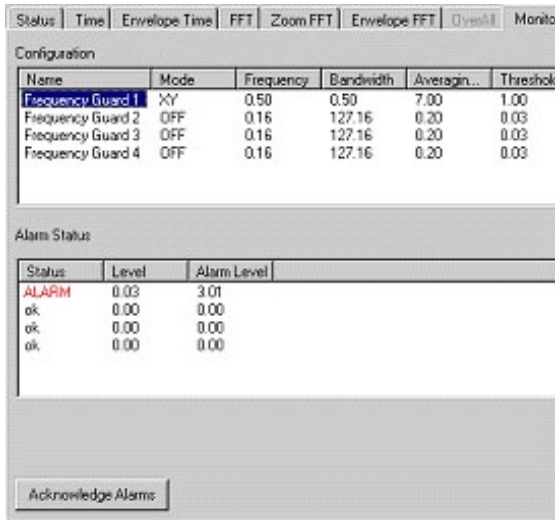 Status Time Envelope Time FFT Zoom FFT Envelope FFT OverAll Monito
Configuration
Name Mode Frequency Bandwidth Averagin... Threshold
Frequency Guard 1 XY 0.50 0.50 7.00 1.00
Frequency Guard 2 OFF 0.16 127.16 0.20 0.03
Frequency Guard 3 OFF 0.16 127.16 0.20 0.03
Frequency Guard 4 OFF 0.16 127.16 0.20 0.03
Alarm Status
Status Level Alarm Level
ALARM 0.03 3.01
ok 0.00 0.00
ok 0.00 0.00
ok 0.00 0.00
Acknowledge Alarms